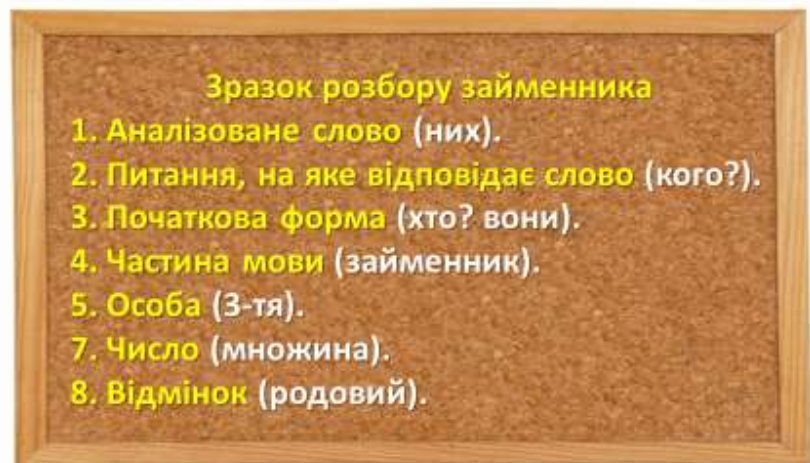 Зразок розбору займенника
1. Аналізоване слово (них).
2. Питання, на яке відповідає слово (кого?).
3. Початкова форма (хто? вони).
4. Частина мови (займенник).
5. Особа (3-тя).
7. Число (множина).
8. Відмінок (родовий).